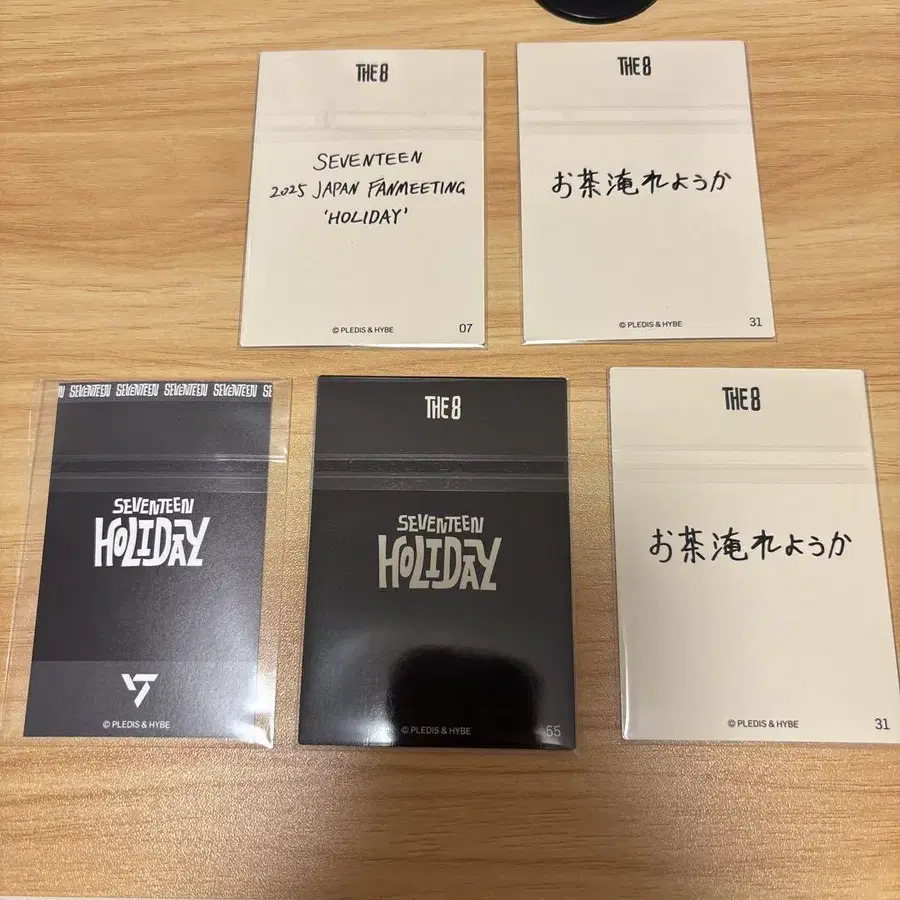 THE 8
SEVENTEEN
2025 JAPAN FANMEETING
'HOLIDAY'
© PLEDIS & HYBE
07
THE 8
お茶淹れようか
© PLEDIS & HYBE
31
N SEVENTEEN SEVENTEEN SEVENTEEN SEVENTEEN SE
SEVENTEEN
HOLIDAY
© PLEDIS & HYBE
THE 8
SEVENTEEN
HOLIDAY
© PLEDIS & HYBE
55
THE 8
お茶淹れようか
© PLEDIS & HYBE
31